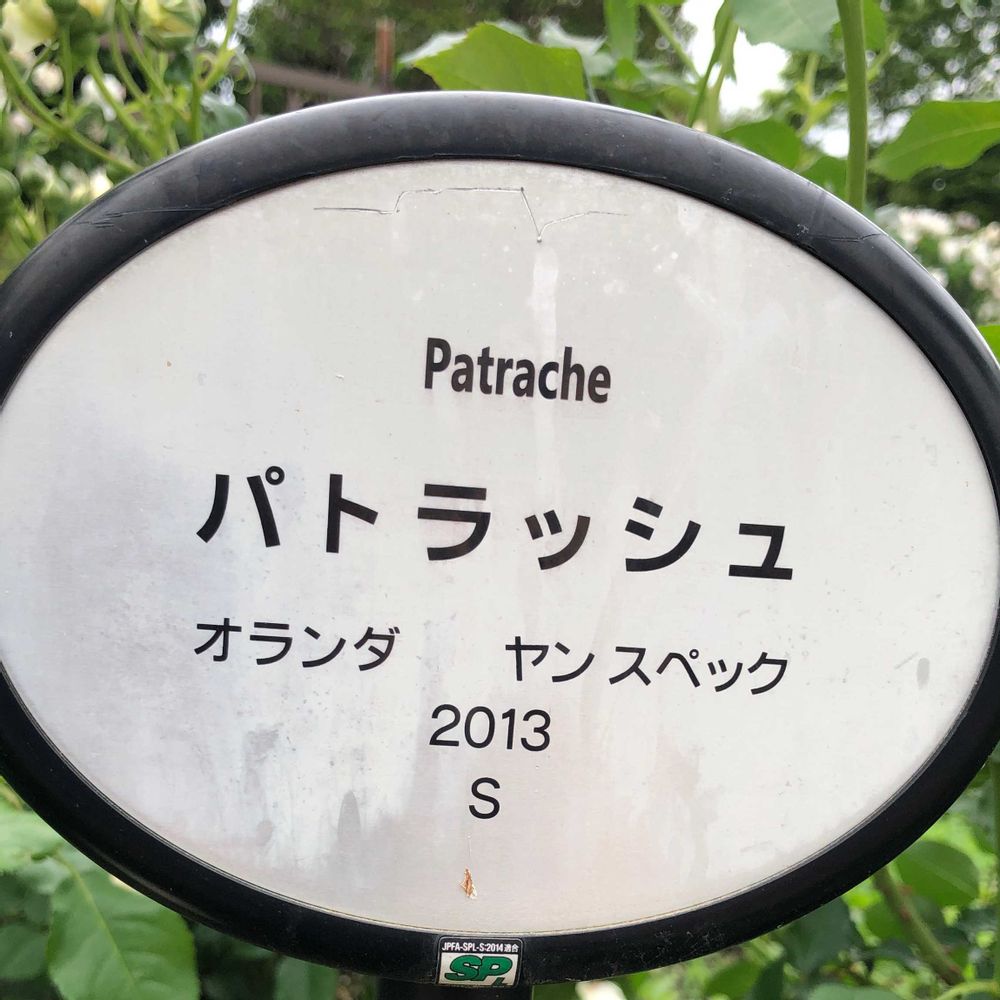 Patrache
パトラッシュ
オランダ ヤン スペック
2013
S
JPFA-SPL-S:2014適合
SPL